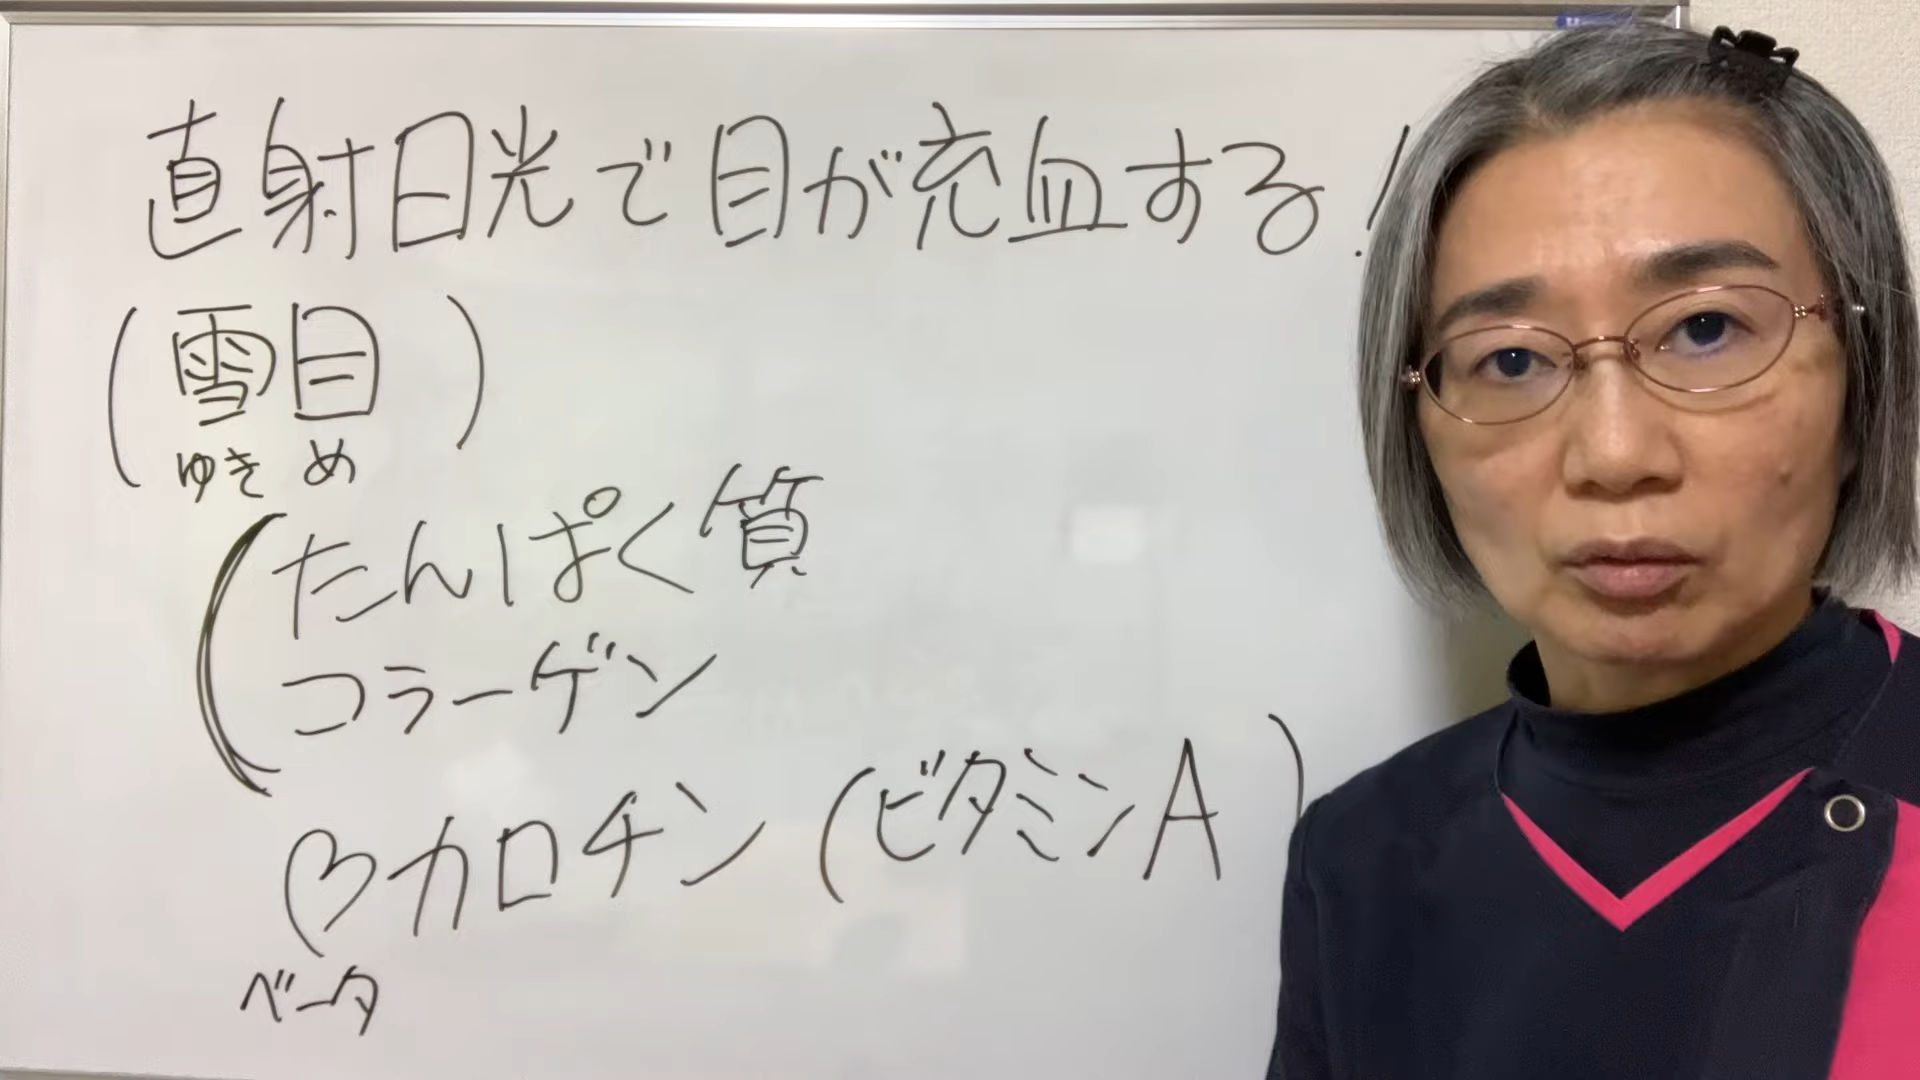 直射日光で目が充血する!
(雪目)
ゆきめ
たんぱく質
コラーゲン
βカロチン(ビタミンA)
ベータ